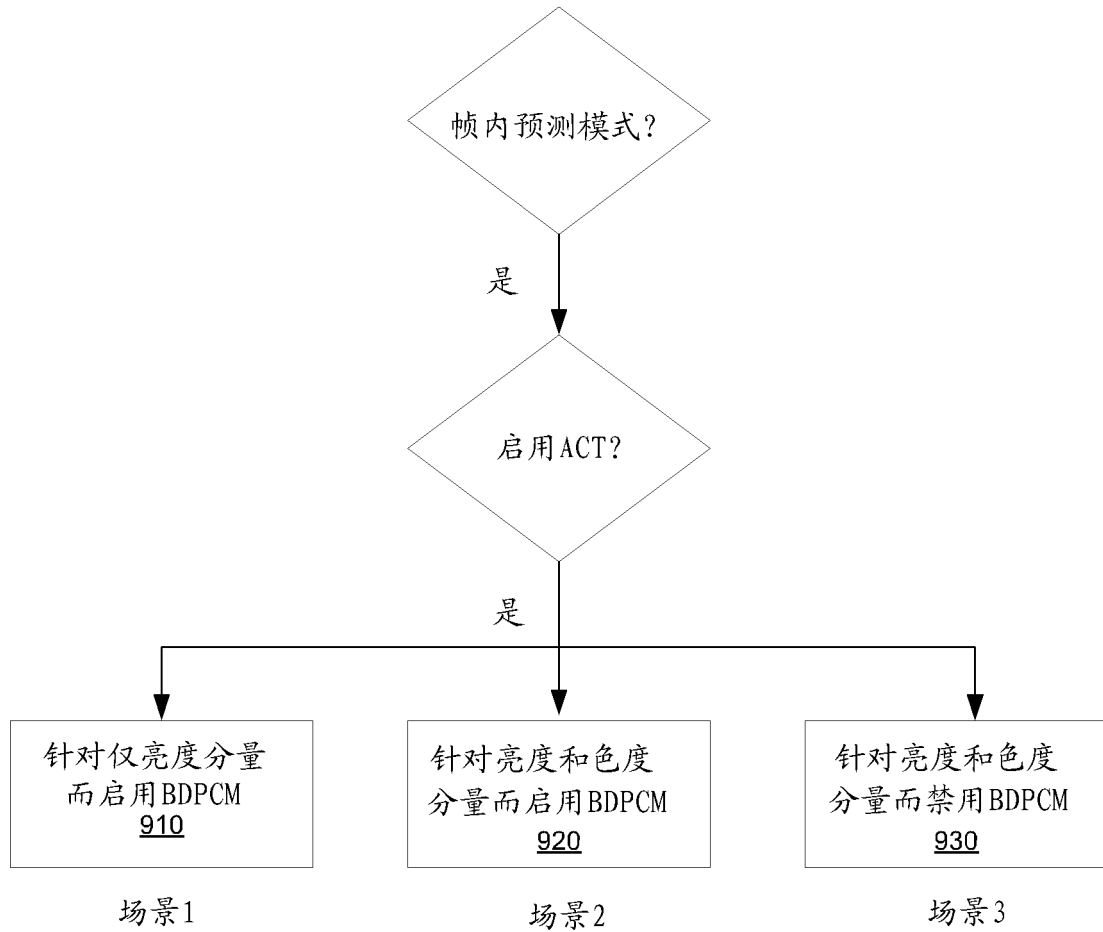 帧内预测模式?
是
启用ACT?
是
针对仅亮度分量
而启用BDPCM
910
针对亮度和色度
分量而启用BDPCM
920
针对亮度和色度
分量而禁用BDPCM
930
场景1
场景2
场景3